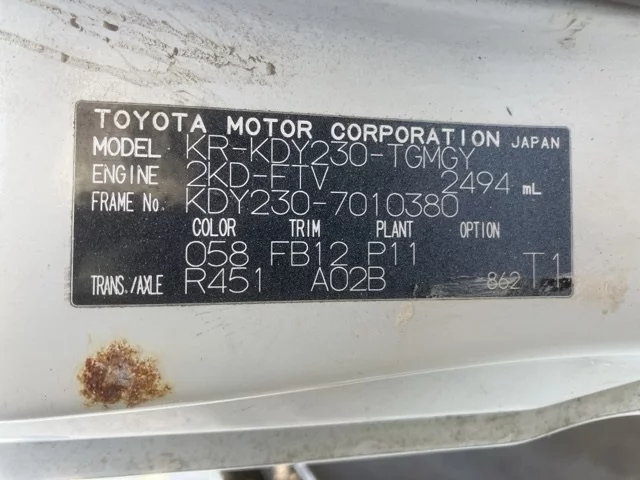 TOYOTA MOTOR CORPORATION JAPAN
MODEL KR-KDY230-TGMGY
ENGINE 2KD-FTV 2494 mL
FRAME No. KDY230-7010380
COLOR TRIM PLANT OPTION
058 FB12 P11
TRANS./AXLE R451 A02B 862 T1